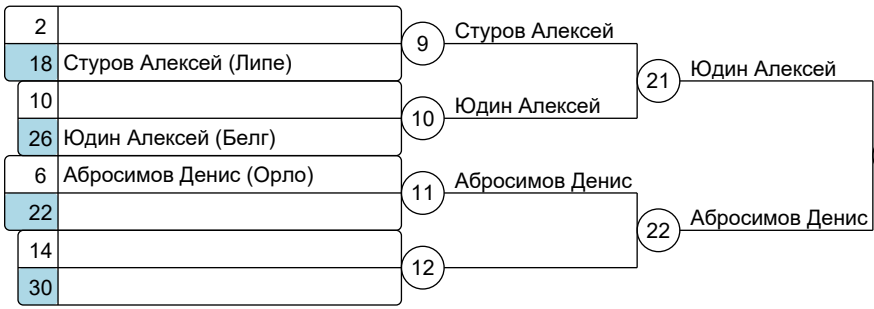 2
18 Стуров Алексей (Липе)
10
26 Юдин Алексей (Белг)
6 Абросимов Денис (Орло)
22
14
30
9 Стуров Алексей
10 Юдин Алексей
11 Абросимов Денис
12
21 Юдин Алексей
22 Абросимов Денис